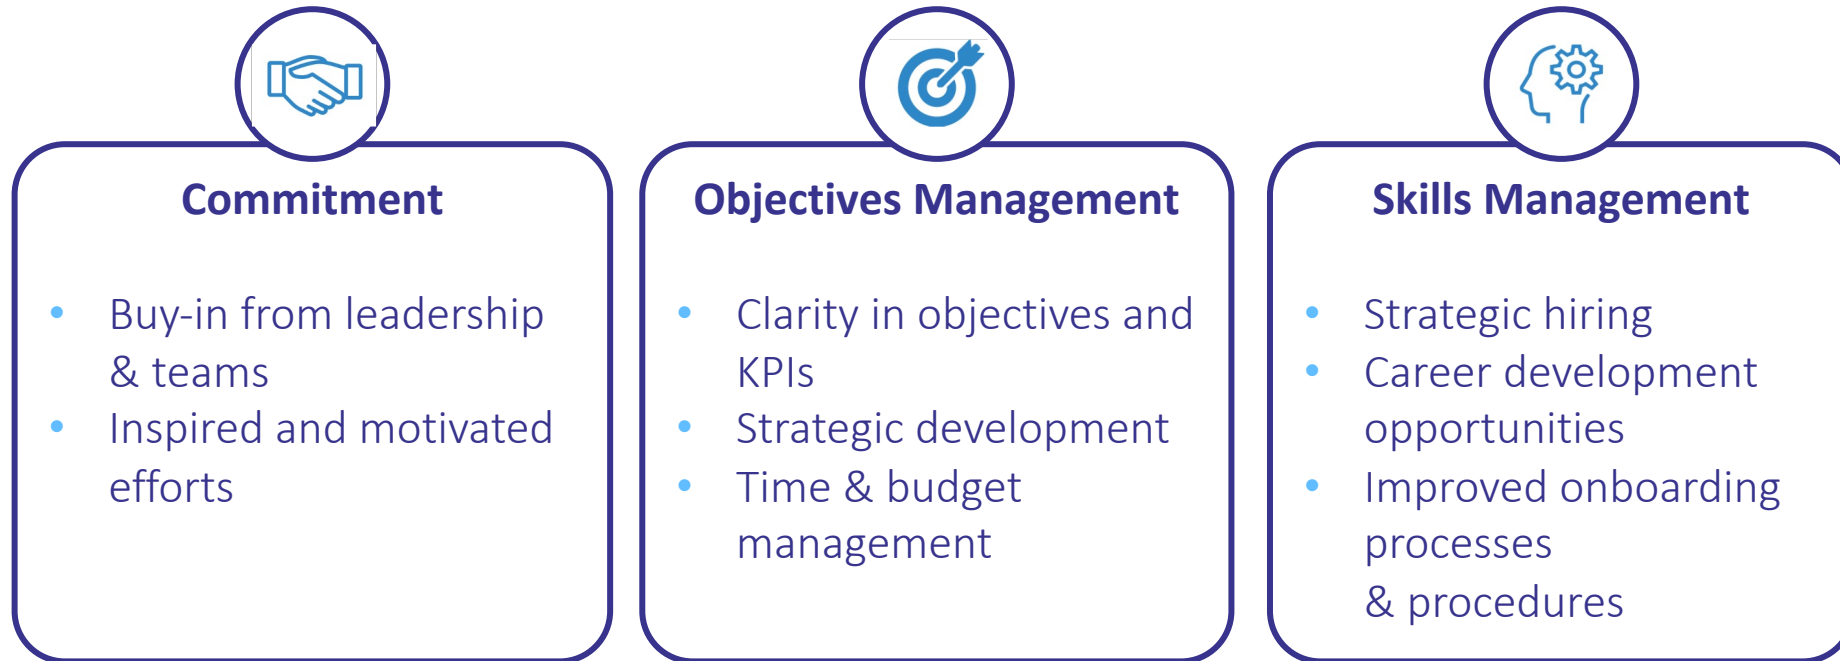 Commitment
• Buy-in from leadership
& teams
• Inspired and motivated
efforts
Objectives Management
• Clarity in objectives and
KPIs
• Strategic development
• Time & budget
management
Skills Management
• Strategic hiring
• Career development
opportunities
• Improved onboarding
processes
& procedures